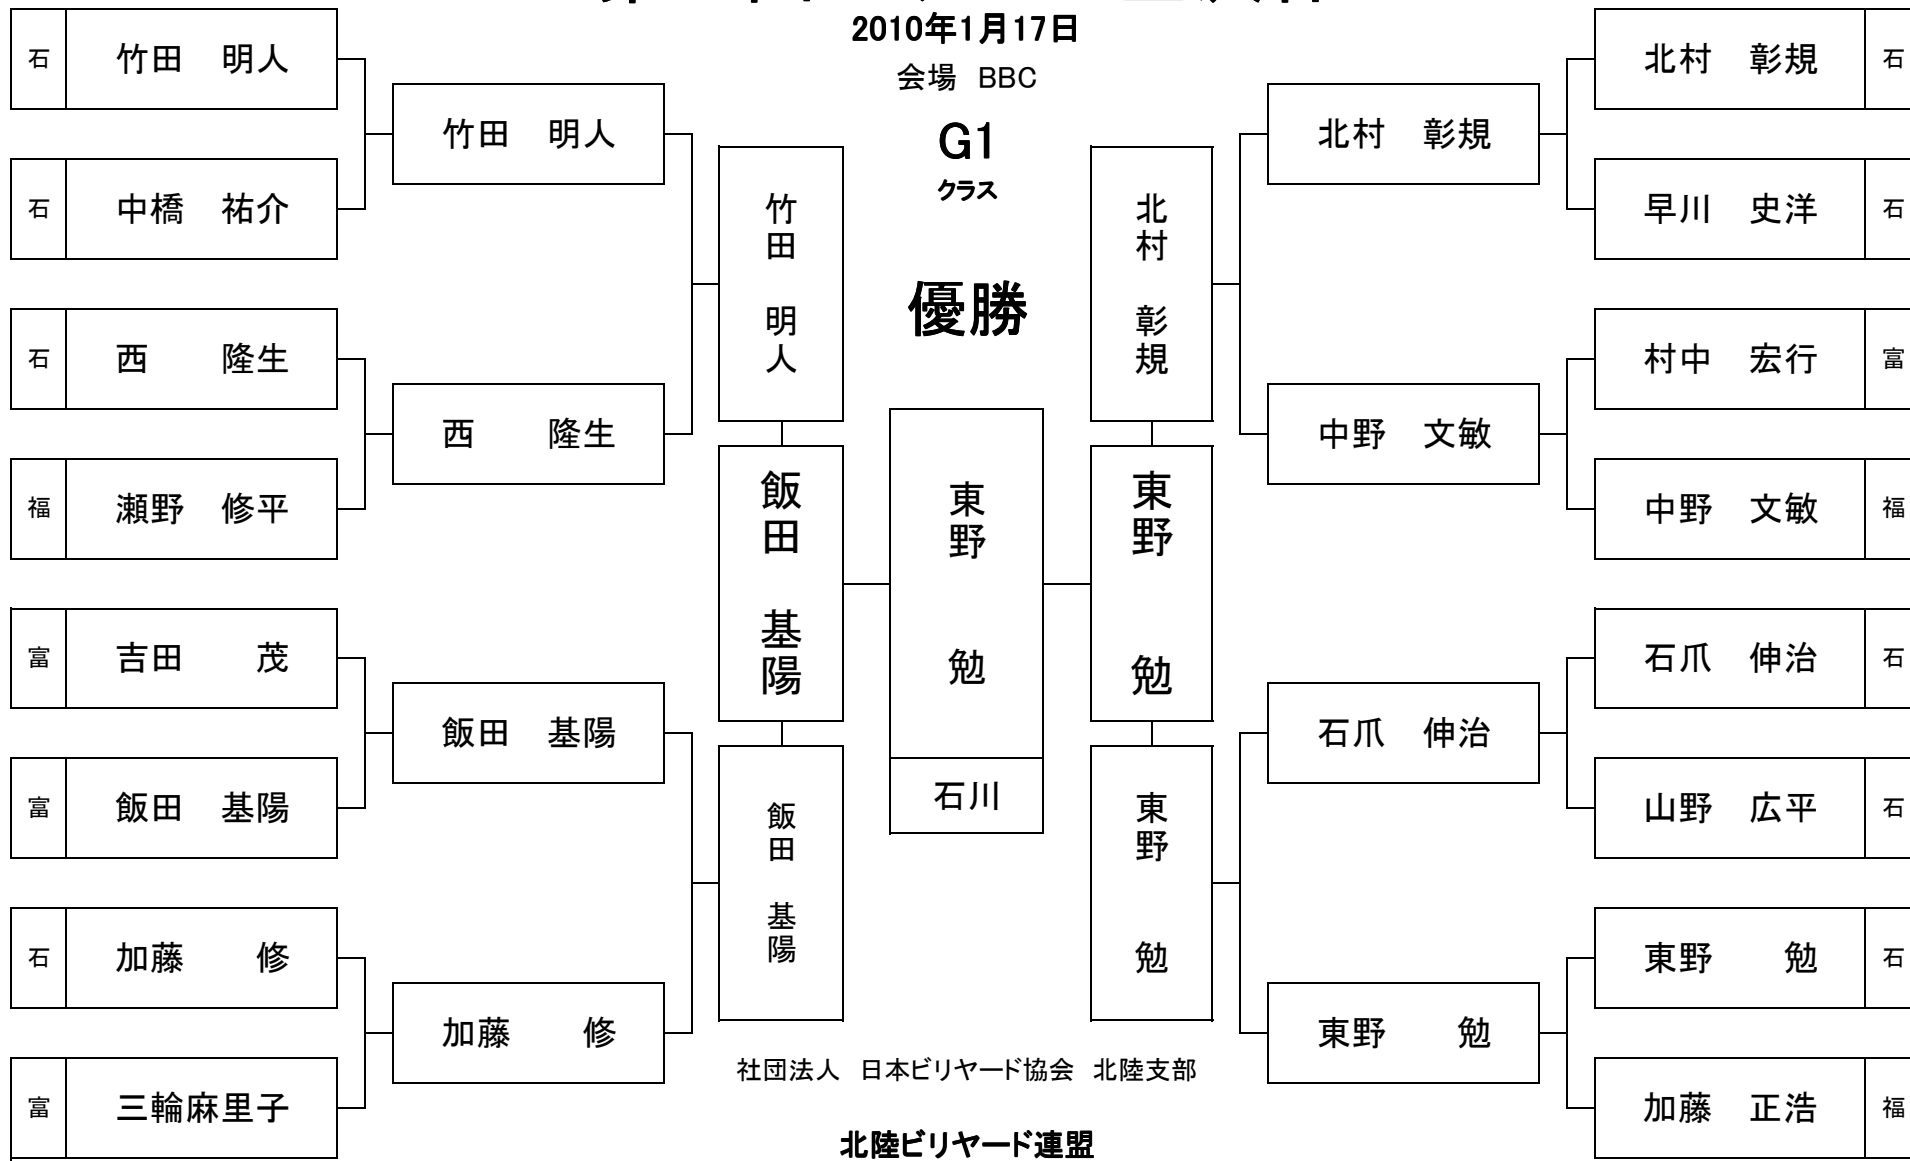 2010年1月17日
会場　BBC
G1
クラス
優勝
石 竹田　明人
石 中橋　祐介
石 西　　隆生
福 瀬野　修平
富 吉田　　茂
富 飯田　基陽
石 加藤　　修
富 三輪麻里子
竹田　明人
西　　隆生
飯田　基陽
加藤　　修
竹田　明人
飯田　基陽
飯田　基陽
東野　勉
石川
北村　彰規
東野　勉
東野　勉
北村　彰規
中野　文敏
石爪　伸治
東野　　勉
北村　彰規 石
早川　史洋 石
村中　宏行 富
中野　文敏 福
石爪　伸治 石
山野　広平 石
東野　　勉 石
加藤　正浩 福
社団法人　日本ビリヤード協会　北陸支部
北陸ビリヤード連盟